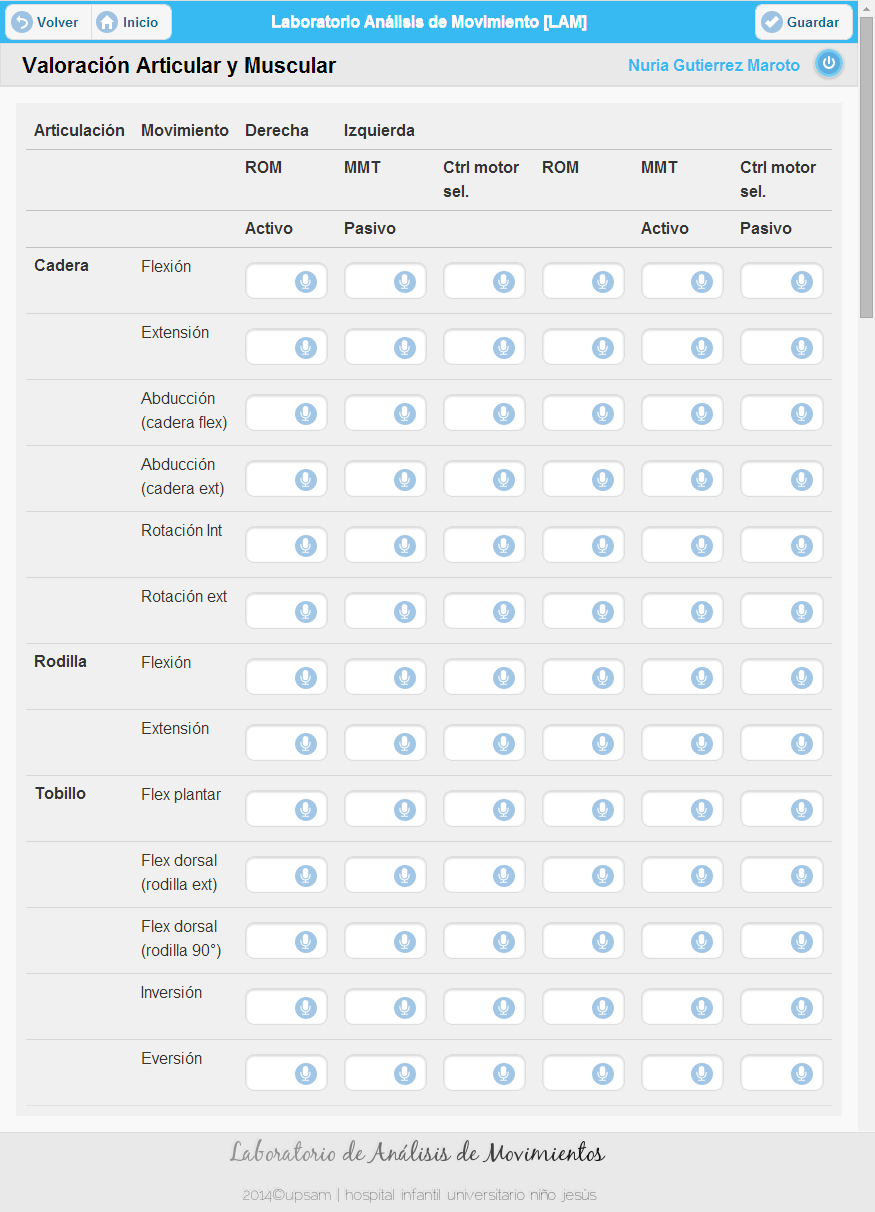 Volver
Inicio
Laboratorio Análisis de Movimiento [LAM]
Guardar
Valoración Articular y Muscular
Nuria Gutierrez Maroto
Articulación Movimiento Derecha Izquierda
ROM MMT Ctrl motor sel. ROM MMT Ctrl motor sel.
Activo Pasivo Activo Pasivo
Cadera Flexión
Extensión
Abducción
(cadera flex)
Abducción
(cadera ext)
Rotación Int
Rotación ext
Rodilla Flexión
Extensión
Tobillo Flex plantar
Flex dorsal
(rodilla ext)
Flex dorsal
(rodilla 90°)
Inversión
Eversión
Laboratorio de Análisis de Movimientos
2014©upsam | hospital infantil universitario niño jesús